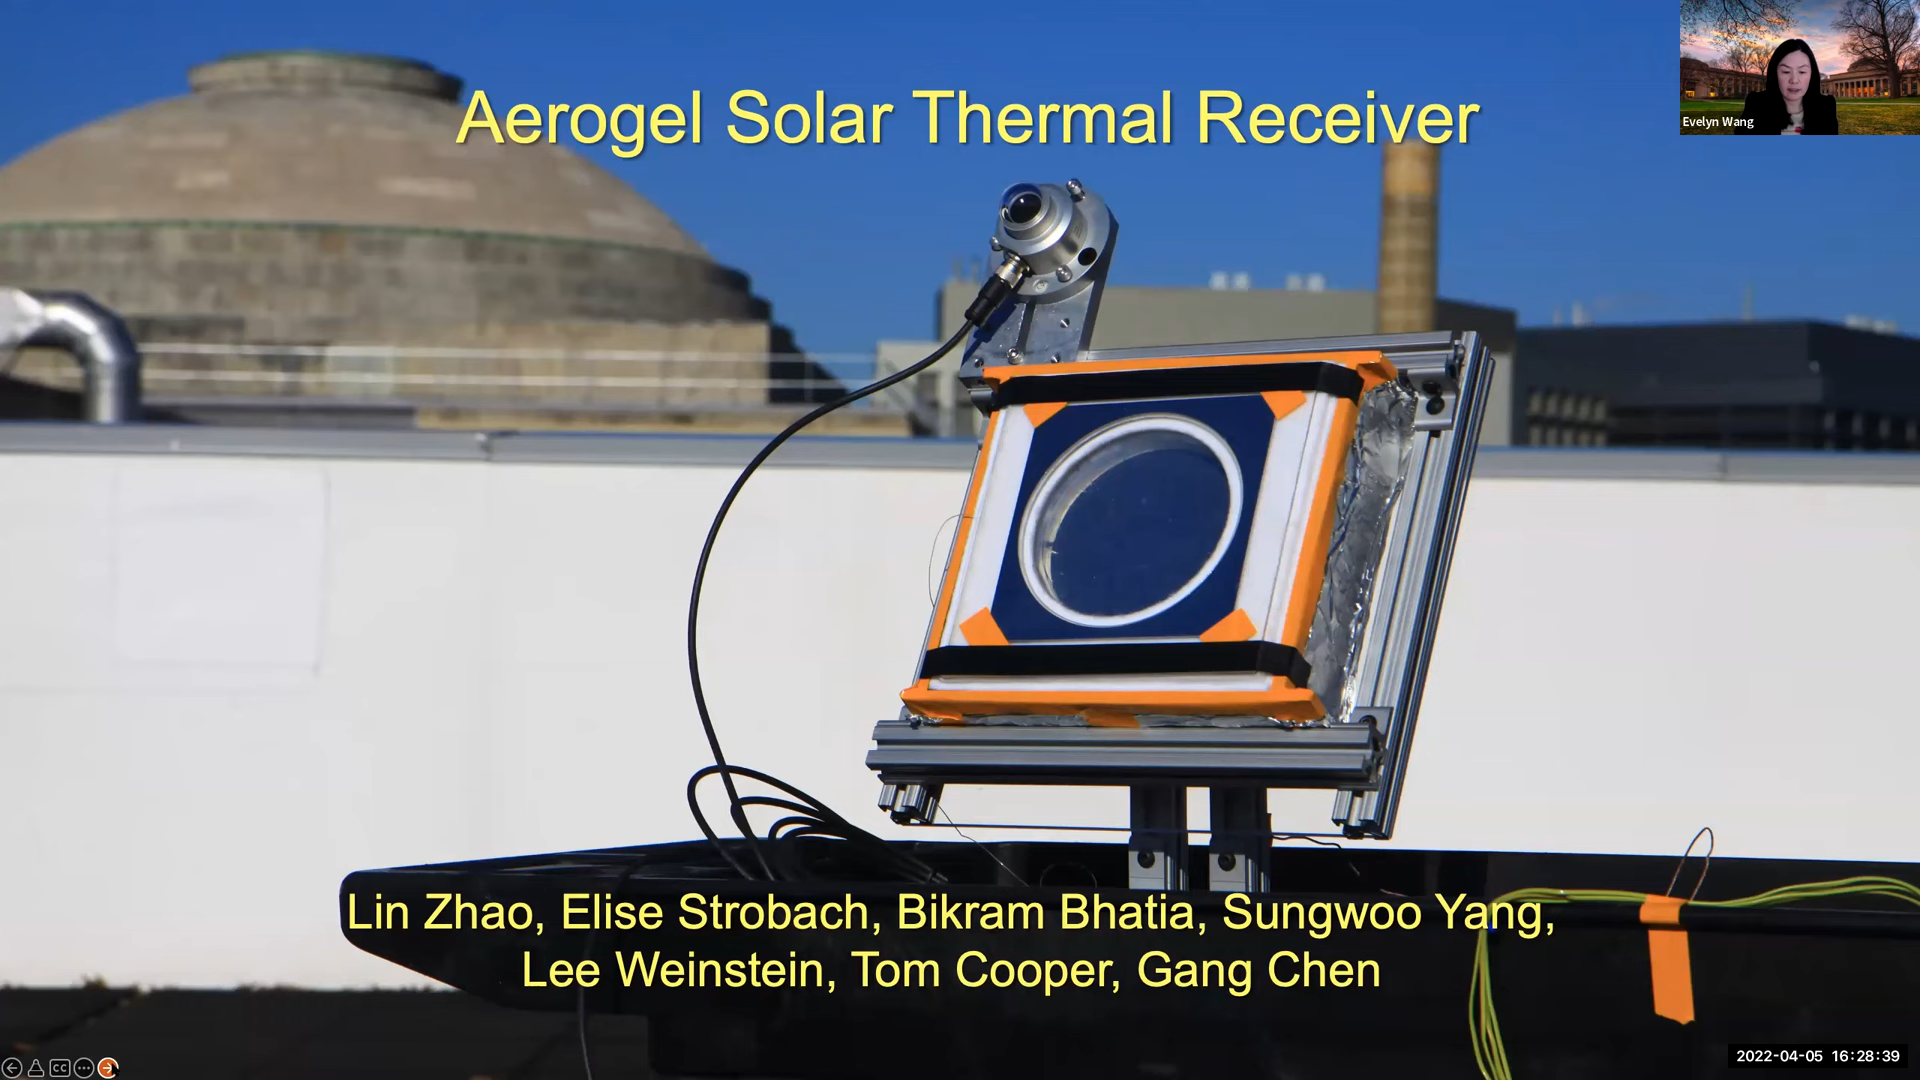 Aerogel Solar Thermal Receiver
Evelyn Wang
Lin Zhao, Elise Strobach, Bikram Bhatia, Sungwoo Yang,
Lee Weinstein, Tom Cooper, Gang Chen
CC
2022-04-05 16:28:39